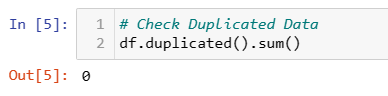 In [5]: 1 # Check Duplicated Data
2 df.duplicated().sum()
Out[5]: 0